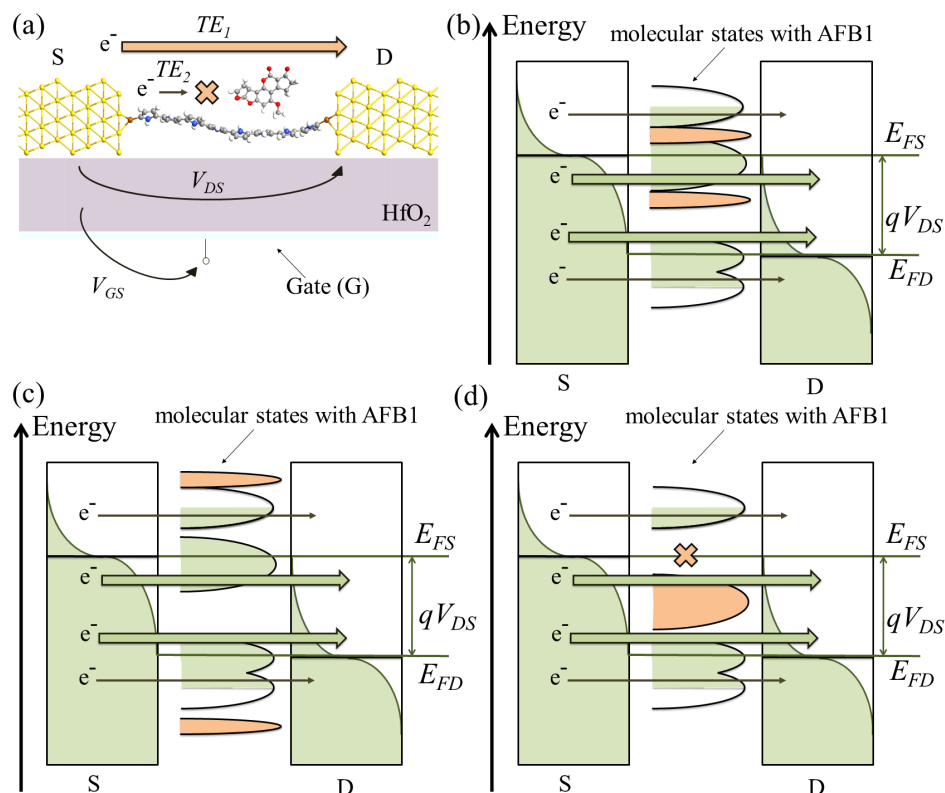 (a)
TE1
e-
S
D
e- TE2
VDS
HfO2
VGS
Gate (G)
(b)
Energy
molecular states with AFB1
e-
EFS
e-
qVDS
e-
e-
EFD
S
D
(c)
Energy
molecular states with AFB1
e-
EFS
e-
qVDS
e-
e-
EFD
S
D
(d)
Energy
molecular states with AFB1
e-
EFS
e-
qVDS
e-
e-
EFD
S
D